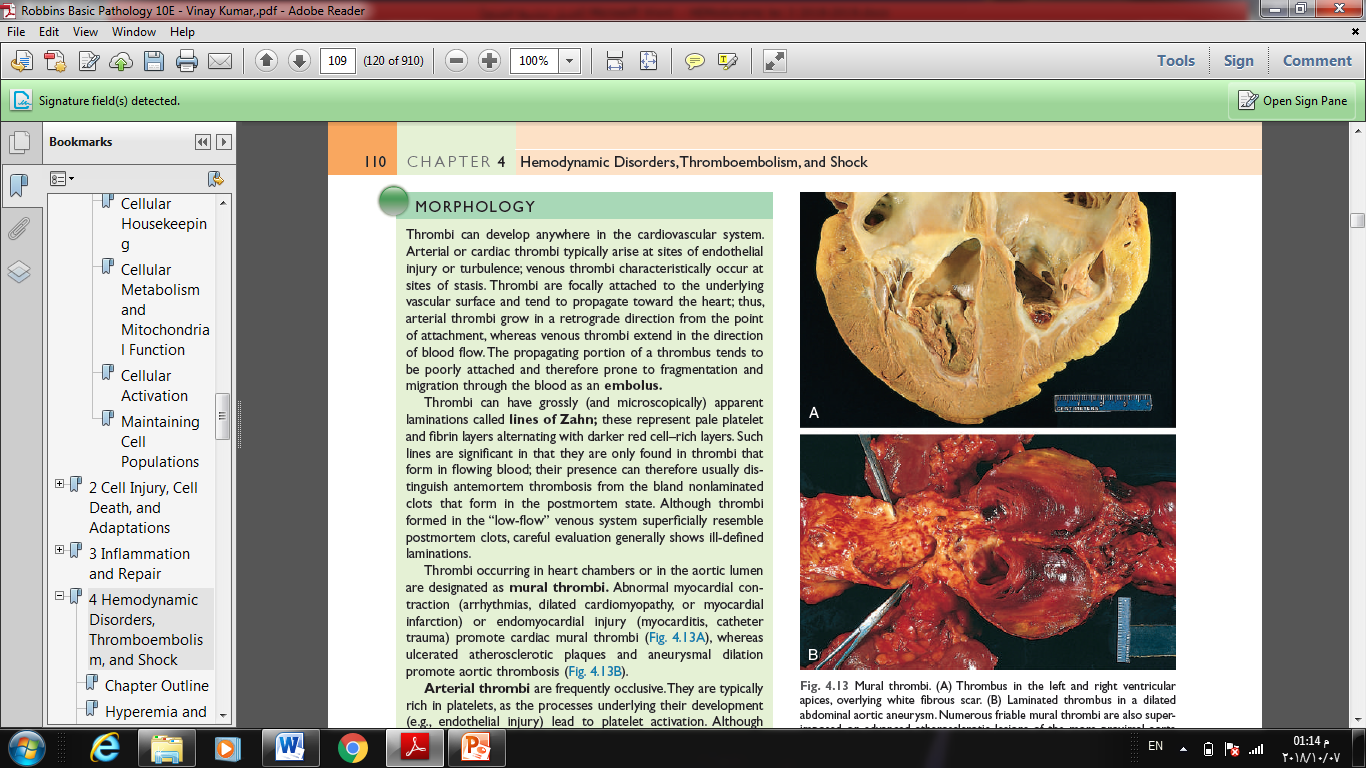 Robbins Basic Pathology 10E - Vinay Kumar,.pdf - Adobe Reader
File Edit View Window Help
109 (120 of 910) 100% Tools Sign Comment
Signature field(s) detected. Open Sign Pane
Bookmarks
Cellular
Housekeepin
g
Cellular
Metabolism
and
Mitochondria
l Function
Cellular
Activation
Maintaining
Cell
Populations
2 Cell Injury, Cell
Death, and
Adaptations
3 Inflammation
and Repair
4 Hemodynamic
Disorders,
Thromboembolis
m, and Shock
Chapter Outline
Hyperemia and
110 CHAPTER 4 Hemodynamic Disorders, Thromboembolism, and Shock
MORPHOLOGY
Thrombi can develop anywhere in the cardiovascular system.
Arterial or cardiac thrombi typically arise at sites of endothelial
injury or turbulence; venous thrombi characteristically occur at
sites of stasis. Thrombi are focally attached to the underlying
vascular surface and tend to propagate toward the heart; thus,
arterial thrombi grow in a retrograde direction from the point
of attachment, whereas venous thrombi extend in the direction
of blood flow. The propagating portion of a thrombus tends to
be poorly attached and therefore prone to fragmentation and
migration through the blood as an embolus.
Thrombi can have grossly (and microscopically) apparent
laminations called lines of Zahn; these represent pale platelet
and fibrin layers alternating with darker red cell–rich layers. Such
lines are significant in that they are only found in thrombi that
form in flowing blood; their presence can therefore usually dis-
tinguish antemortem thrombosis from the bland nonlaminated
clots that form in the postmortem state. Although thrombi
formed in the “low-flow” venous system superficially resemble
postmortem clots, careful evaluation generally shows ill-defined
laminations.
Thrombi occurring in heart chambers or in the aortic lumen
are designated as mural thrombi. Abnormal myocardial con-
traction (arrhythmias, dilated cardiomyopathy, or myocardial
infarction) or endomyocardial injury (myocarditis, catheter
trauma) promote cardiac mural thrombi (Fig. 4.13A), whereas
ulcerated atherosclerotic plaques and aneurysmal dilation
promote aortic thrombosis (Fig. 4.13B).
Arterial thrombi are frequently occlusive. They are typically
rich in platelets, as the processes underlying their development
(e.g., endothelial injury) lead to platelet activation. Although
A
CENTIMETERS
B
Fig. 4.13 Mural thrombi. (A) Thrombus in the left and right ventricular
apices, overlying white fibrous scar. (B) Laminated thrombus in a dilated
abdominal aortic aneurysm. Numerous friable mural thrombi are also super-
EN
01:14 م
٢٠١٨/١٠/٠٧